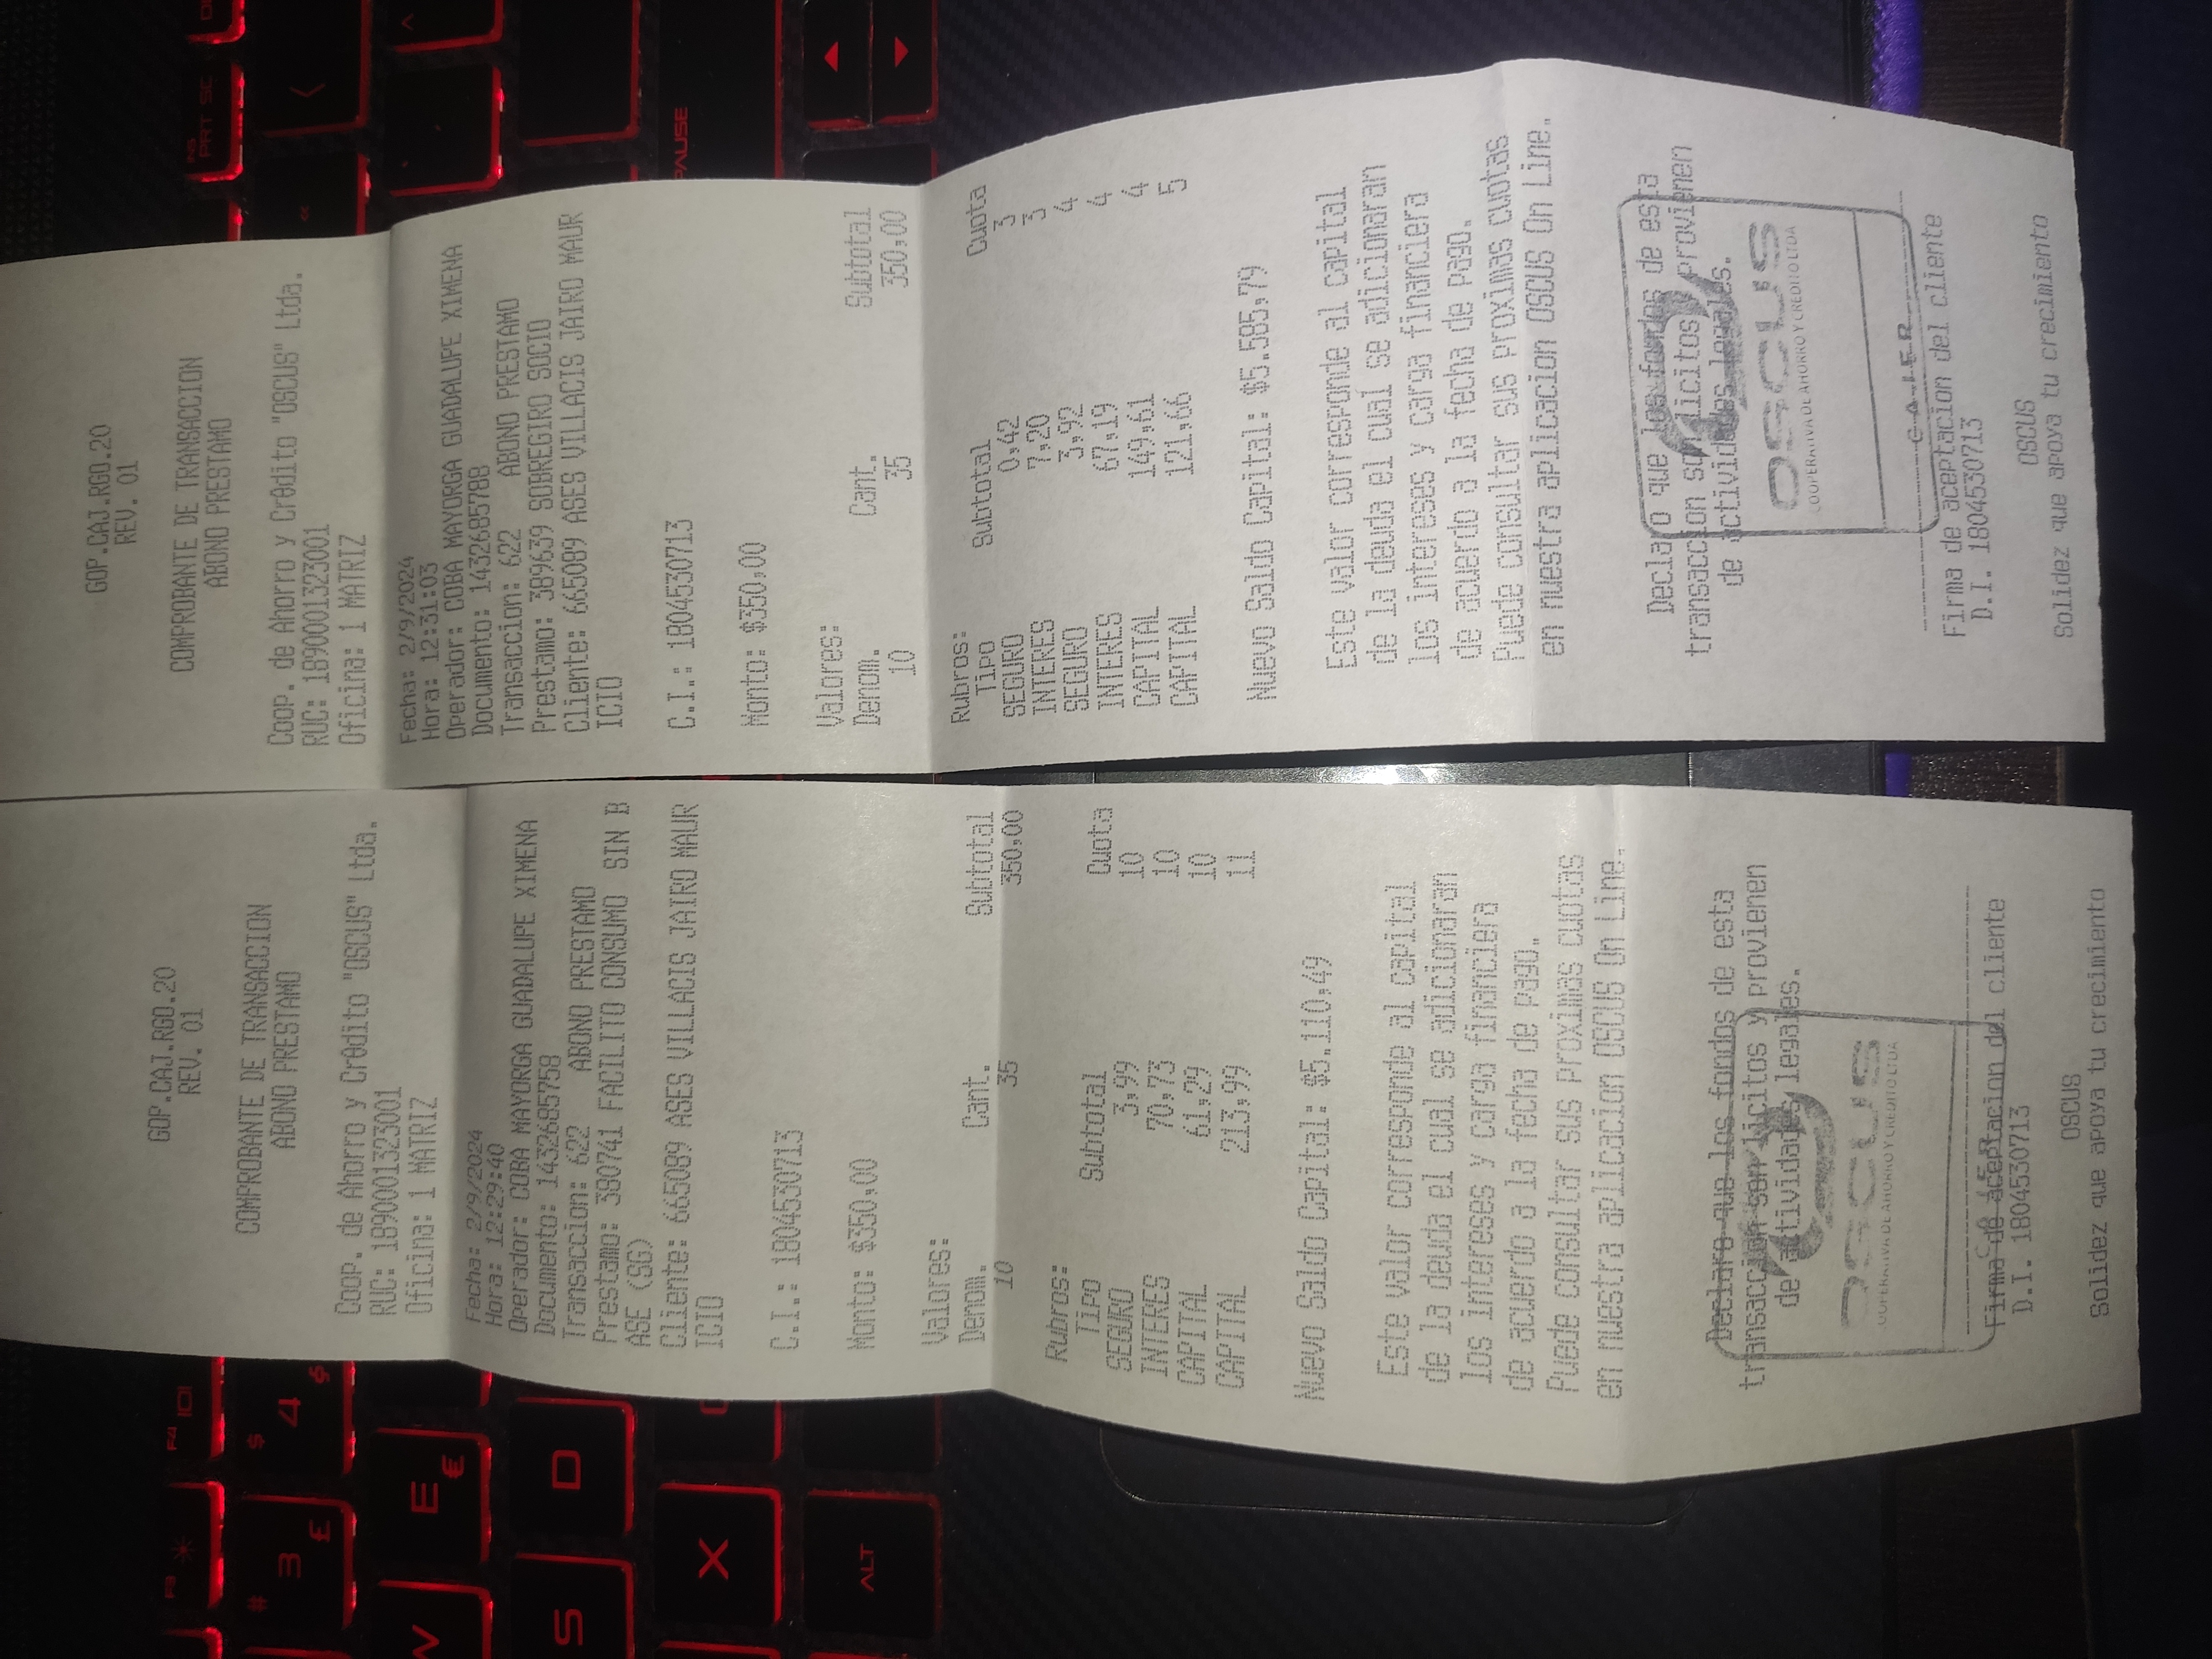 GOP.CAJ.RGO.20
REV. 01
COMPROBANTE DE TRANSACCION
ABONO PRESTAMO
Coop. de Ahorro y Crédito "OSCUS" Ltda.
RUC: 1890001323001
Oficina: 1 MATRIZ
Fecha: 2/9/2024
Hora: 12:29:40
Operador: COBA MAYORGA GUADALUPE XIMENA
Documento: 1432685758
Transaccion: 622 ABONO PRESTAMO
Prestamo: 380741 FACILITO CONSUMO SIN B
ASE (SG)
Cliente: 665089 ASES VILLACIS JAIRO MAUR
ICIO
C.I.: 1804530713
Monto: $350,00
Valores:
Denom. Cant. Subtotal
10 35 350,00
Rubros:
Tipo Subtotal Cuota
SEGURO 3,99 10
INTERES 70,73 10
CAPITAL 61,29 10
CAPITAL 213,99 11
Nuevo Saldo Capital: $5.110,49
Este valor corresponde al capital
de la deuda el cual se adicionaran
los intereses y carga financiera
de acuerdo a la fecha de pago.
Puede consultar sus proximas cuotas
en nuestra aplicacion OSCUS On Line.
Declaro que los fondos de esta
transaccion son licitos y provienen
de actividades legales.
OSCUS
COOPERATIVA DE AHORRO Y CREDITO LTDA
CAJER
Firma de aceptacion del cliente
D.I. 1804530713
OSCUS
Solidez que apoya tu crecimiento
GOP.CAJ.RGO.20
REV. 01
COMPROBANTE DE TRANSACCION
ABONO PRESTAMO
Coop. de Ahorro y Crédito "OSCUS" Ltda.
RUC: 1890001323001
Oficina: 1 MATRIZ
Fecha: 2/9/2024
Hora: 12:31:03
Operador: COBA MAYORGA GUADALUPE XIMENA
Documento: 1432685788
Transaccion: 622 ABONO PRESTAMO
Prestamo: 389639 SOBREGIRO SOCIO
Cliente: 665089 ASES VILLACIS JAIRO MAUR
ICIO
C.I.: 1804530713
Monto: $350,00
Valores:
Denom. Cant. Subtotal
10 35 350,00
Rubros:
Tipo Subtotal Cuota
SEGURO 0,42 3
INTERES 7,20 3
SEGURO 3,92 4
INTERES 67,19 4
CAPITAL 149,61 4
CAPITAL 121,66 5
Nuevo Saldo Capital: $5.585,79
Este valor corresponde al capital
de la deuda el cual se adicionaran
los intereses y carga financiera
de acuerdo a la fecha de pago.
Puede consultar sus proximas cuotas
en nuestra aplicacion OSCUS On Line.
Declaro que los fondos de esta
transaccion son licitos y provienen
de actividades legales.
OSCUS
COOPERATIVA DE AHORRO Y CREDITO LTDA
CAJER
Firma de aceptacion del cliente
D.I. 1804530713
OSCUS
Solidez que apoya tu crecimiento
F3
F4
# 3 £
$ 4
W
E €
S
D
X
ALT
INS
PRT SC
PAUSE